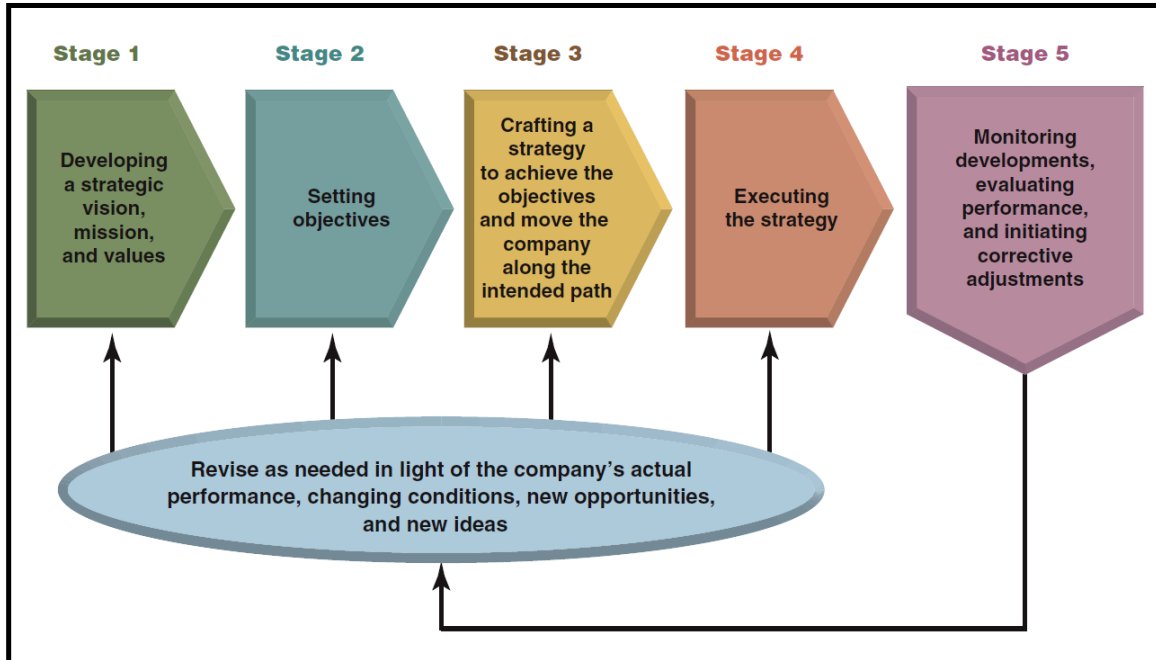 Stage 1
Stage 2
Stage 3
Stage 4
Stage 5
Developing
a strategic
vision,
mission,
and values
Setting
objectives
Crafting a
strategy
to achieve the
objectives
and move the
company
along the
intended path
Executing
the strategy
Monitoring
developments,
evaluating
performance,
and initiating
corrective
adjustments
Revise as needed in light of the company’s actual
performance, changing conditions, new opportunities,
and new ideas